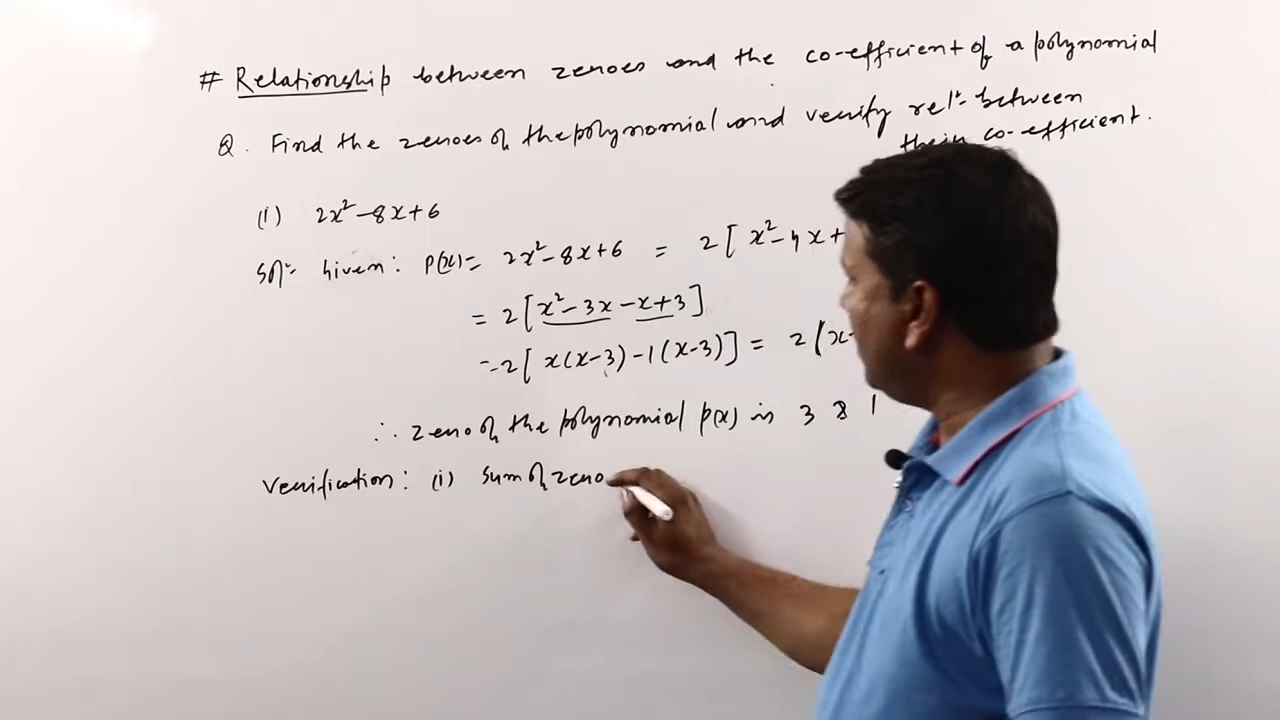 # Relationship between zeroes and the co-efficient of a polynomial
Q. Find the zeroes of the polynomial and verify relⁿ between
their co-efficient.
(i) 2x²-8x+6
Solⁿ Given: P(x)= 2x²-8x+6 = 2[x²-4x+
= 2[x²-3x-x+3]
=2[x(x-3)-1(x-3)] = 2(x-
∴ zero of the polynomial p(x) is 3 & 1
Verification: (i) Sum of zero